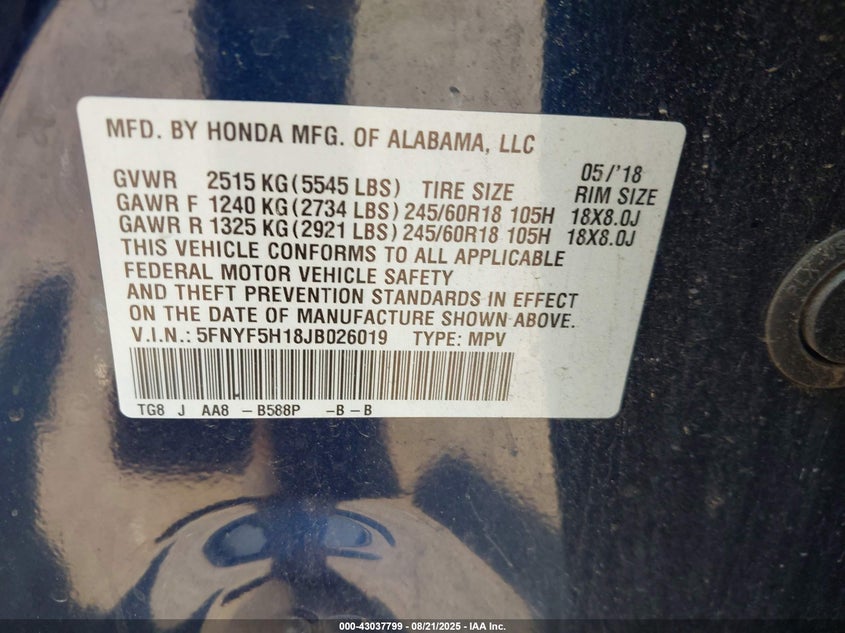 MFD. BY HONDA MFG. OF ALABAMA, LLC
05/'18
GVWR 2515 KG (5545 LBS) TIRE SIZE RIM SIZE
GAWR F 1240 KG (2734 LBS) 245/60R18 105H 18X8.0J
GAWR R 1325 KG (2921 LBS) 245/60R18 105H 18X8.0J
THIS VEHICLE CONFORMS TO ALL APPLICABLE
FEDERAL MOTOR VEHICLE SAFETY
AND THEFT PREVENTION STANDARDS IN EFFECT
ON THE DATE OF MANUFACTURE SHOWN ABOVE.
V.I.N.: 5FNYF5H18JB026019 TYPE: MPV
TG8 J AA8 – B588P – B – B
000-43037799 - 08/21/2025 - IAA Inc.